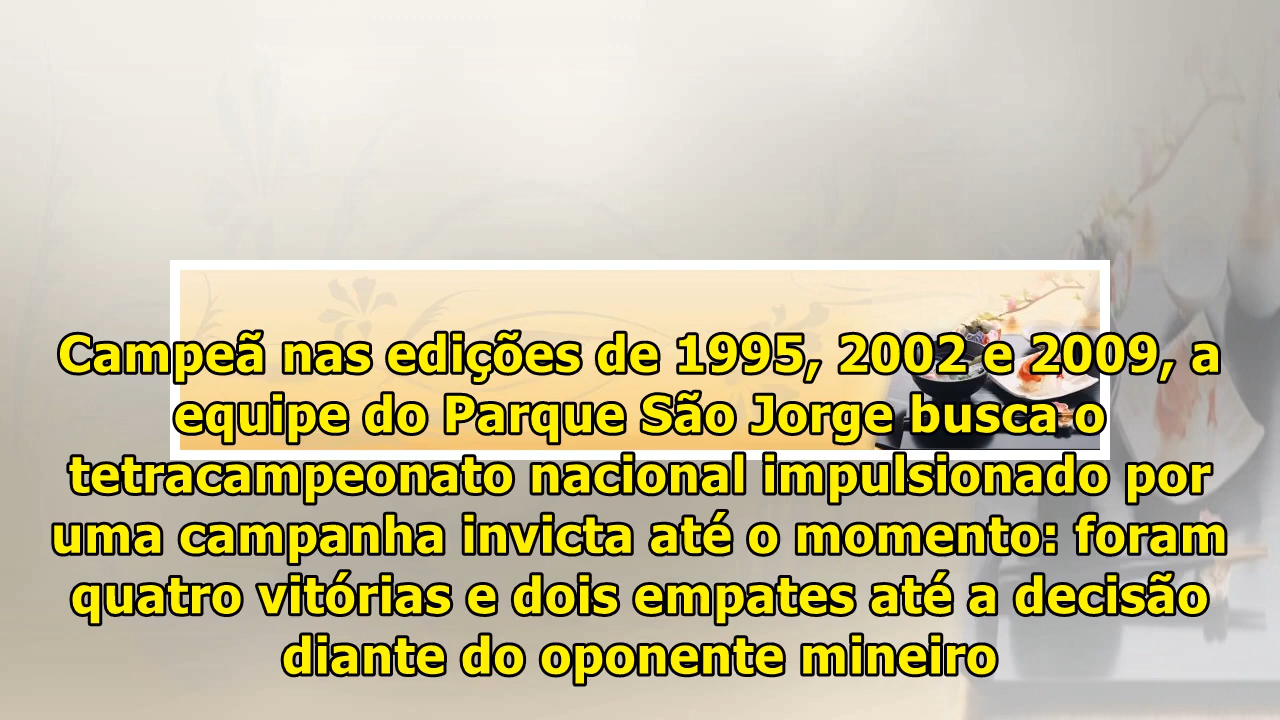 Campeã nas edições de 1995, 2002 e 2009, a
equipe do Parque São Jorge busca o
tetracampeonato nacional impulsionado por
uma campanha invicta até o momento: foram
quatro vitórias e dois empates até a decisão
diante do oponente mineiro